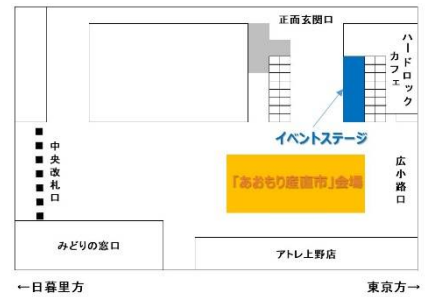 正面玄関口
ハードロック
カフェ
イベントステージ
中央改札口
「あおもり産直市」会場
広小路口
みどりの窓口
アトレ上野店
←日暮里方
東京方→